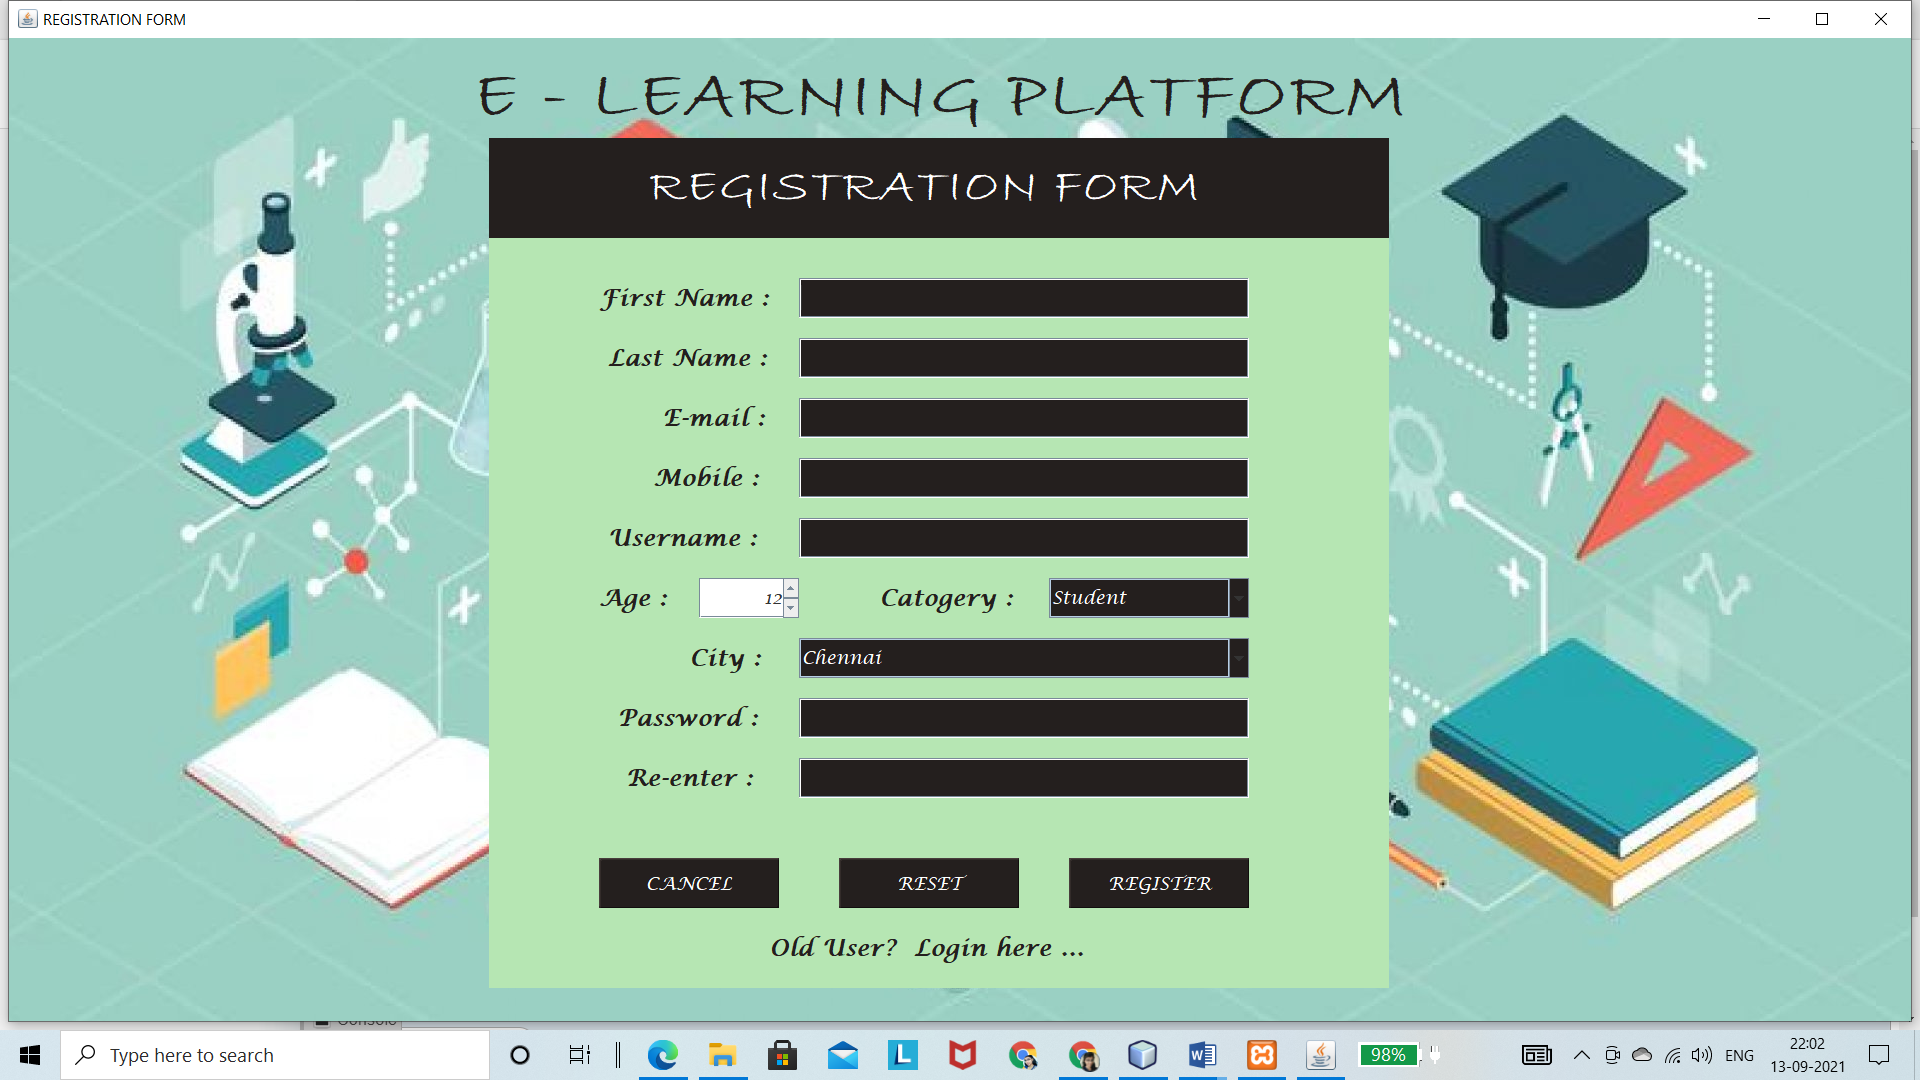 REGISTRATION FORM
E - LEARNING PLATFORM
REGISTRATION FORM
First Name :
Last Name :
E-mail :
Mobile :
Username :
Age : 12 Catogery : Student
City : Chennai
Password :
Re-enter :
CANCEL RESET REGISTER
Old User? Login here ...
Console
Type here to search
L
W
98%
ENG
22:02
13-09-2021